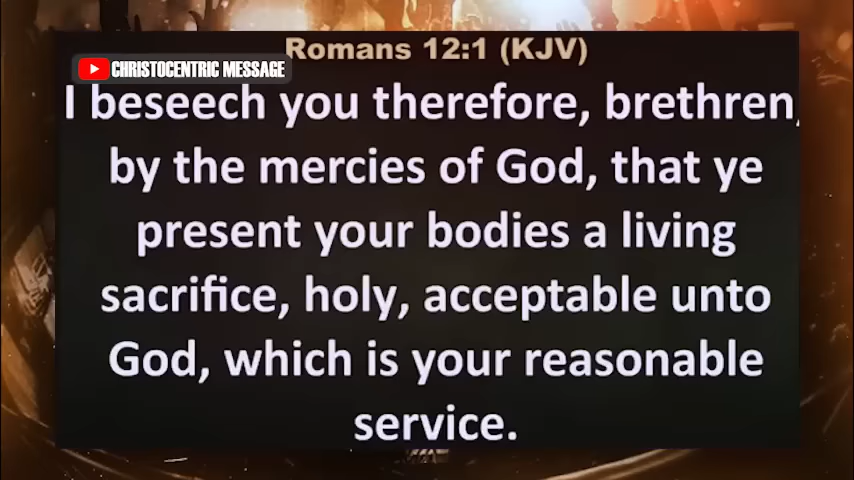 Romans 12:1 (KJV)
CHRISTOCENTRIC MESSAGE
I beseech you therefore, brethren,
by the mercies of God, that ye
present your bodies a living
sacrifice, holy, acceptable unto
God, which is your reasonable
service.